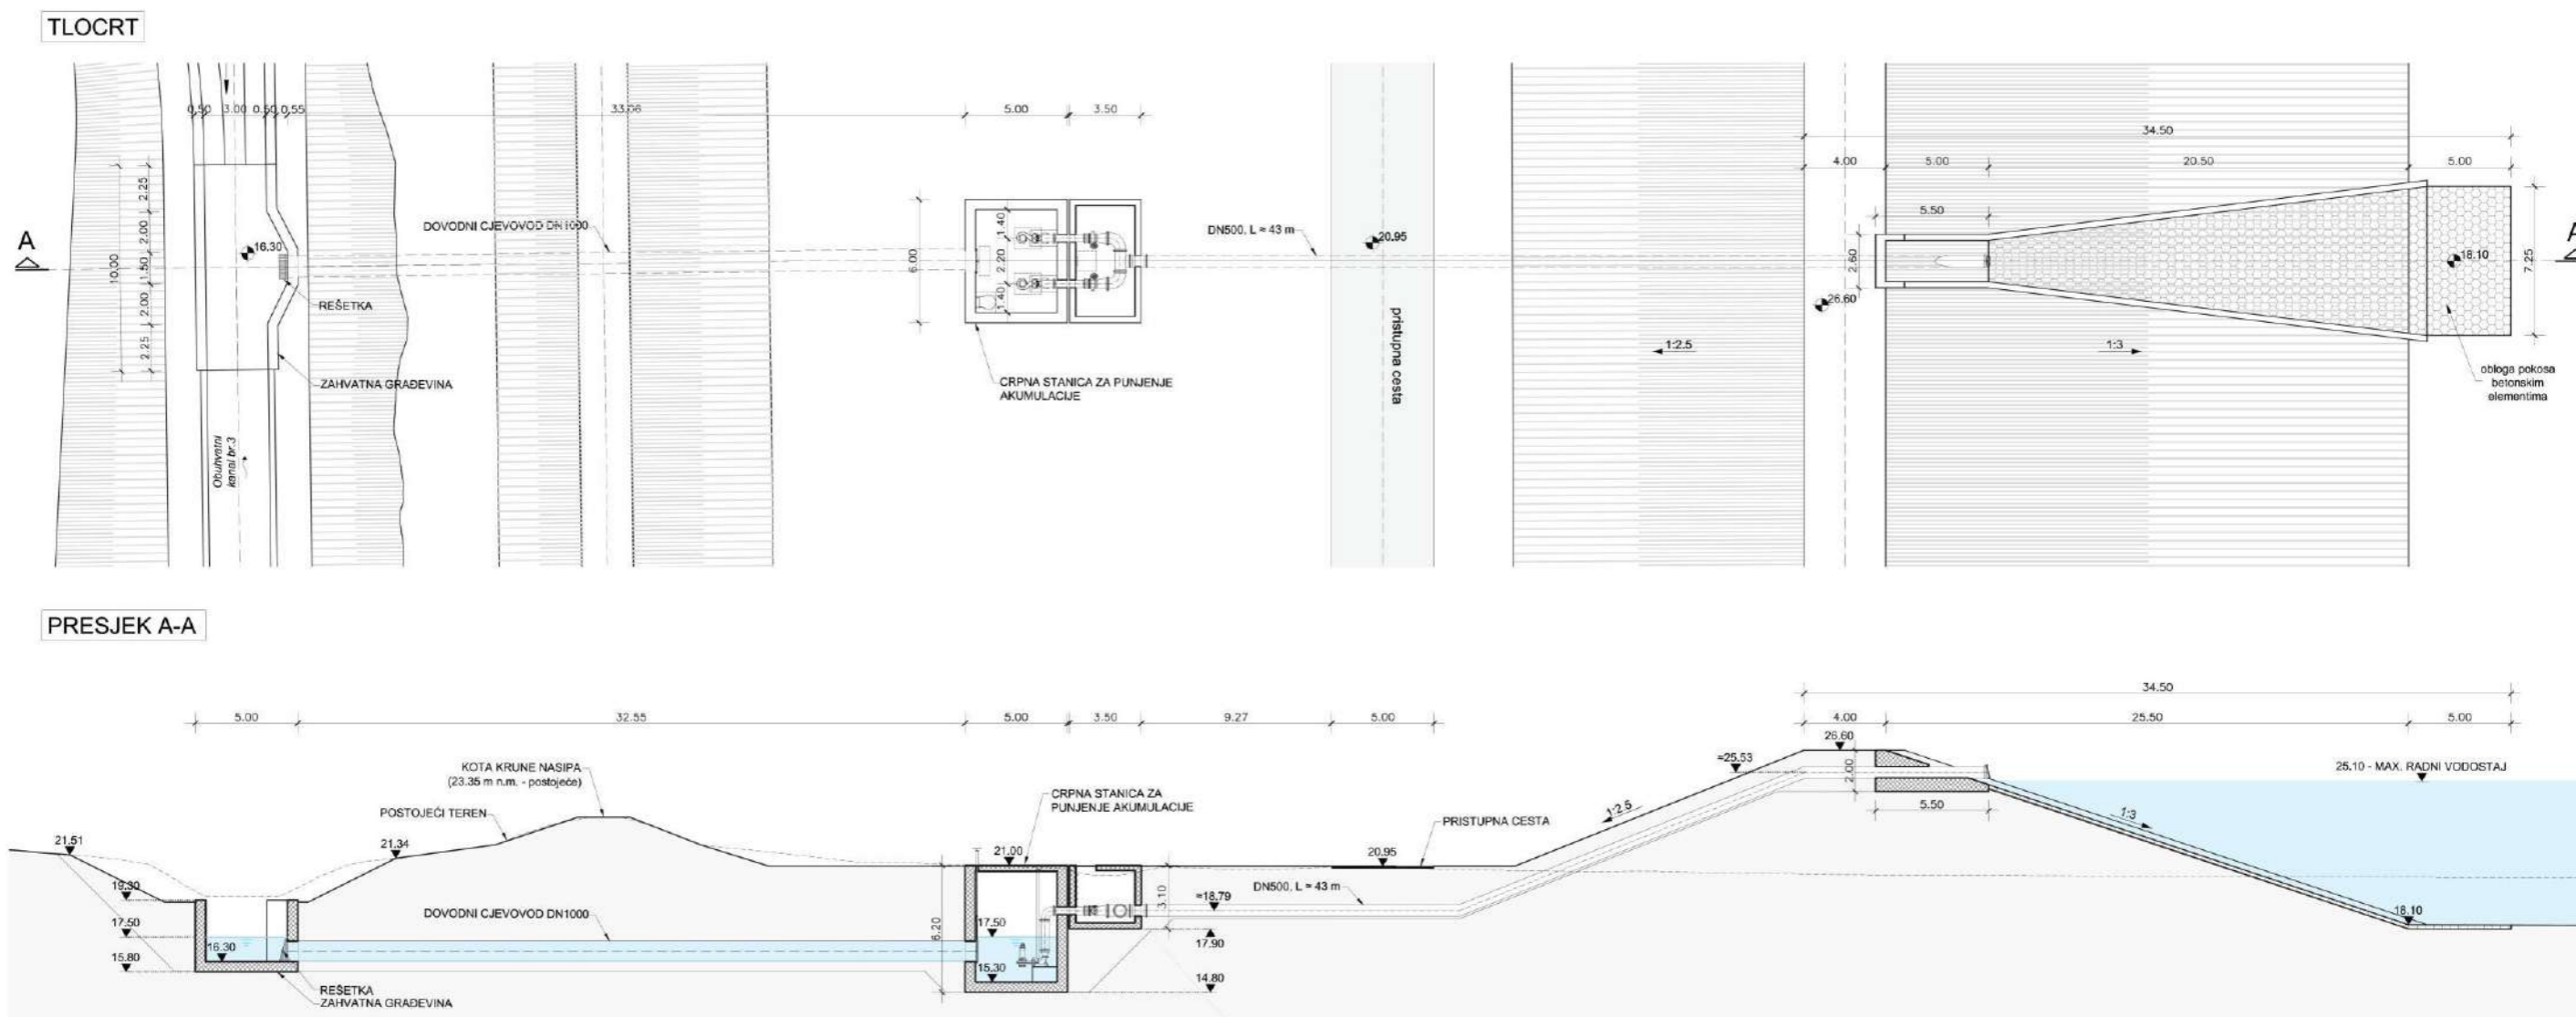 TLOCRT
0.50 3.00 0.50 0.55
33.06
5.00
3.50
34.50
4.00
5.00
20.50
5.00
2.25
2.00
1.50
2.00
2.25
10.00
A
16.30
DOVODNI CJEVOVOD DN1000
REŠETKA
ZAHVATNA GRAĐEVINA
Obuhvatni
kanal br.3
6.00
1.40
2.20
1.40
CRPNA STANICA ZA PUNJENJE
AKUMULACIJE
DN500, L ≈ 43 m
20.95
pristupna cesta
1:2.5
26.60
5.50
2.60
1:3
18.10
7.25
A
obloga pokosa
betonskim
elementima
PRESJEK A-A
5.00
32.55
5.00
3.50
9.27
5.00
34.50
4.00
25.50
5.00
26.60
KOTA KRUNE NASIPA
(23.35 m n.m. - postojeće)
POSTOJEĆI TEREN
21.51
21.34
19.30
17.50
16.30
15.80
DOVODNI CJEVOVOD DN1000
REŠETKA
ZAHVATNA GRAĐEVINA
CRPNA STANICA ZA
PUNJENJE AKUMULACIJE
21.00
6.20
17.50
15.30
3.10
≈18.79
17.90
14.80
DN500, L ≈ 43 m
20.95
PRISTUPNA CESTA
1:2.5
≈25.53
2.00
5.50
1:3
25.10 - MAX. RADNI VODOSTAJ
18.10